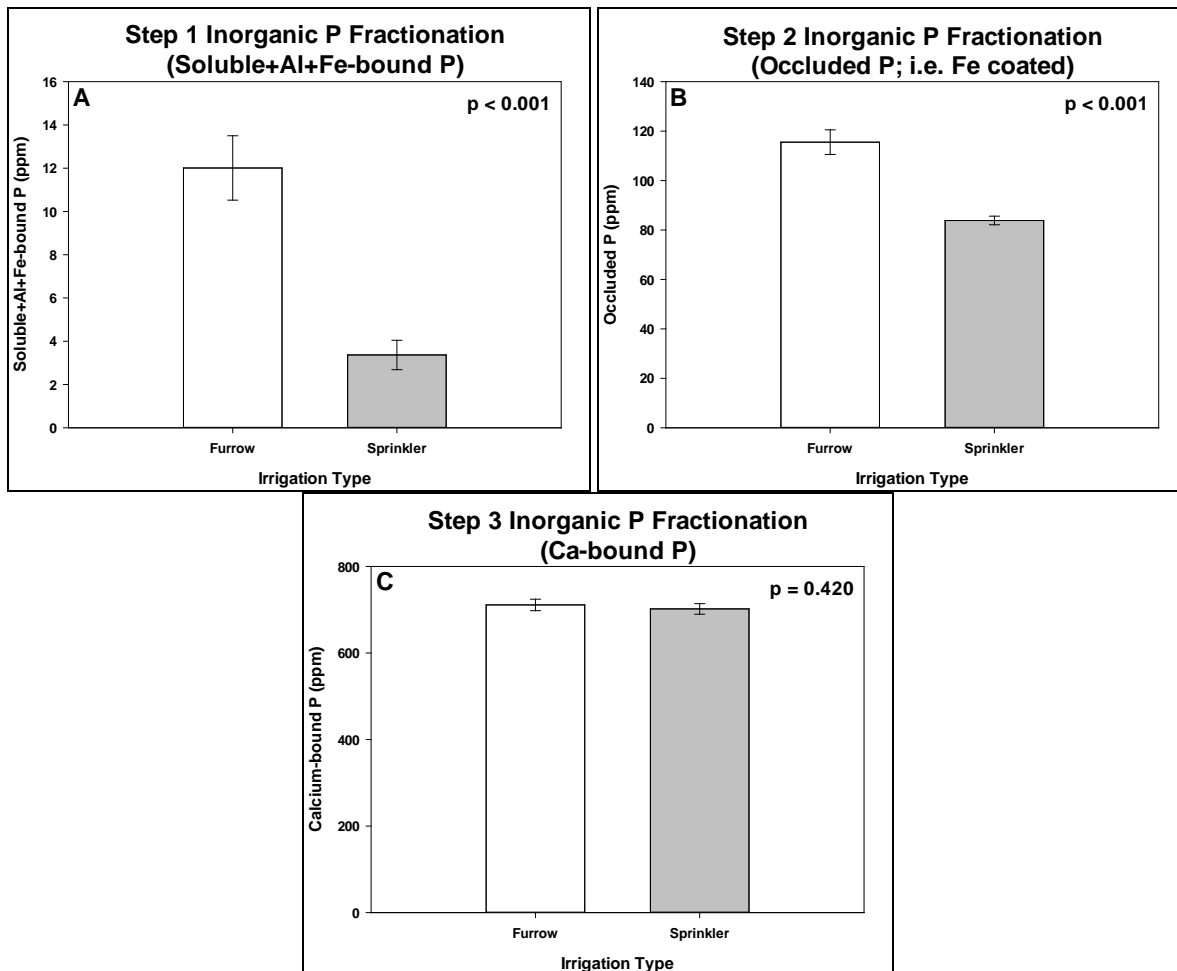 Step 1 Inorganic P Fractionation
(Soluble+Al+Fe-bound P)
A
p < 0.001
16
14
12
10
8
6
4
2
0
Soluble+Al+Fe-bound P (ppm)
Furrow
Sprinkler
Irrigation Type
Step 2 Inorganic P Fractionation
(Occluded P; i.e. Fe coated)
B
p < 0.001
140
120
100
80
60
40
20
0
Occluded P (ppm)
Furrow
Sprinkler
Irrigation Type
Step 3 Inorganic P Fractionation
(Ca-bound P)
C
p = 0.420
800
600
400
200
0
Calcium-bound P (ppm)
Furrow
Sprinkler
Irrigation Type